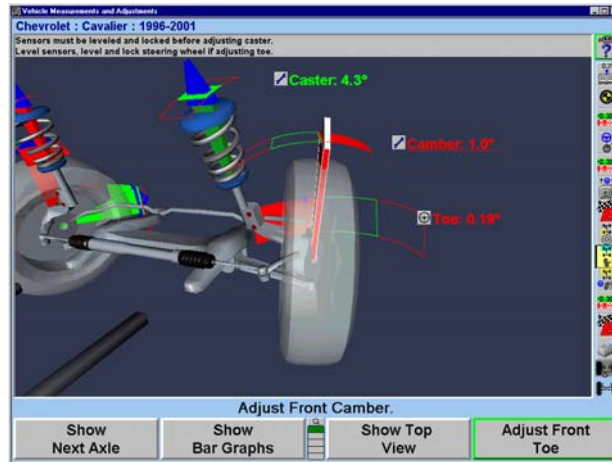 Vehicle Measurements and Adjustments
Chevrolet : Cavalier : 1996-2001
Sensors must be leveled and locked before adjusting caster.
Level sensors, level and lock steering wheel if adjusting toe.
Caster: 4.3°
Camber: 1.0°
Toe: 0.19°
Adjust Front Camber.
Show
Next Axle
Show
Bar Graphs
Show Top
View
Adjust Front
Toe